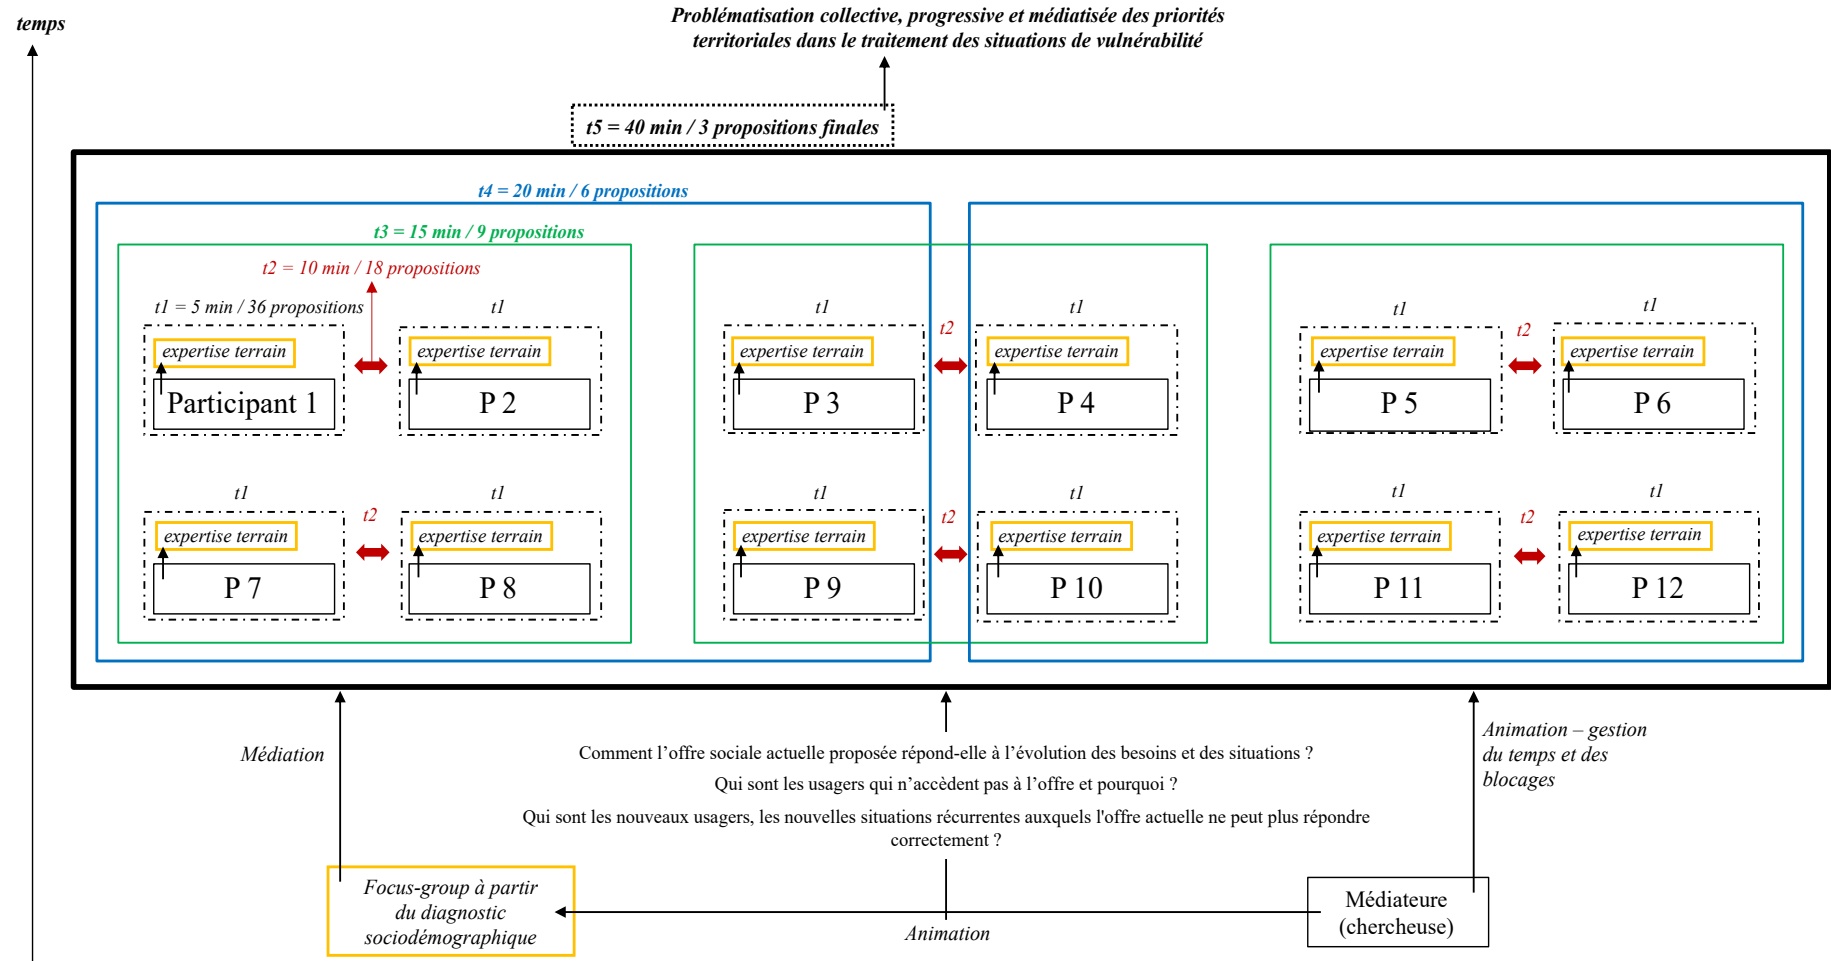 temps
Problématisation collective, progressive et médiatisée des priorités
territoriales dans le traitement des situations de vulnérabilité
t5 = 40 min / 3 propositions finales
t4 = 20 min / 6 propositions
t3 = 15 min / 9 propositions
t2 = 10 min / 18 propositions
t1 = 5 min / 36 propositions
t1
t1
t1
t1
t1
t2
t2
expertise terrain
expertise terrain
expertise terrain
expertise terrain
expertise terrain
expertise terrain
Participant 1
P 2
P 3
P 4
P 5
P 6
t1
t1
t1
t1
t1
t1
t2
t2
t2
expertise terrain
expertise terrain
expertise terrain
expertise terrain
expertise terrain
expertise terrain
P 7
P 8
P 9
P 10
P 11
P 12
Médiation
Comment l’offre sociale actuelle proposée répond-elle à l’évolution des besoins et des situations ?
Qui sont les usagers qui n’accèdent pas à l’offre et pourquoi ?
Qui sont les nouveaux usagers, les nouvelles situations récurrentes auxquels l'offre actuelle ne peut plus répondre
correctement ?
Animation – gestion
du temps et des
blocages
Focus-group à partir
du diagnostic
sociodémographique
Animation
Médiateure
(chercheuse)